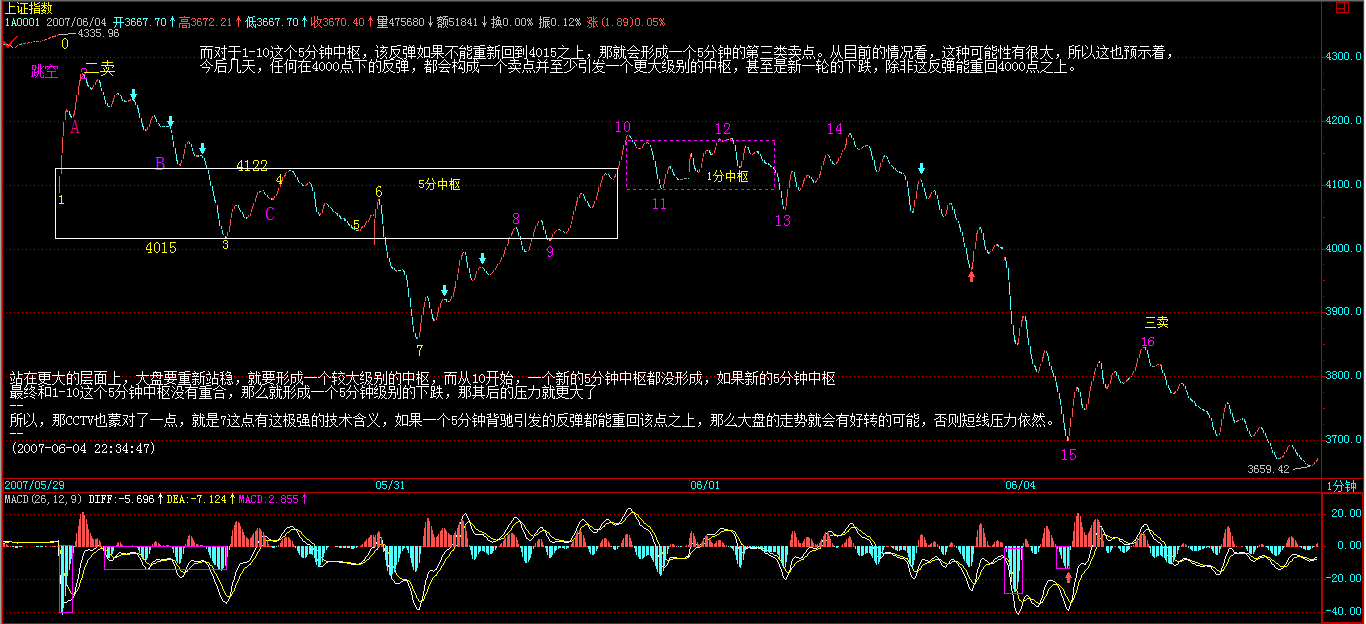 上证指数
1A0001 2007/06/04 开3667.70↑高3672.21↑低3667.70↑收3670.40↑量475680↓额51841↓换0.00% 振0.12% 涨(1.89)0.05%
4335.96
0
而对于1-10这个5分钟中枢，该反弹如果不能重新回到4015之上，那就会形成一个5分钟的第三类卖点。从目前的情况看，这种可能性有很大，所以这也预示着，
今后几天，任何在4000点下的反弹，都会构成一个卖点并至少引发一个更大级别的中枢，甚至是新一轮的下跌，除非这反弹能重回4000点之上。
跳空
2
二卖
A
B
4122
1
4
5分中枢
6
C
5
3
4015
7
8
9
10
11
12
1分中枢
13
14
三卖
16
15
3659.42
4300.0
4200.0
4100.0
4000.0
3900.0
3800.0
3700.0
站在更大的层面上，大盘要重新站稳，就要形成一个较大级别的中枢，而从10开始，一个新的5分钟中枢都没形成，如果新的5分钟中枢
最终和1-10这个5分钟中枢没有重合，那么就形成一个5分钟级别的下跌，那其后的压力就更大了
--
所以，那CCTV也蒙对了一点，就是7这点有这极强的技术含义，如果一个5分钟背驰引发的反弹都能重回该点之上，那么大盘的走势就会有好转的可能，否则短线压力依然。
--
(2007-06-04 22:34:47)
2007/05/29
05/31
06/01
06/04
1分钟
MACD(26,12,9) DIFF:-5.696↑DEA:-7.124↑MACD:2.855↑
20.00
0.00
-20.00
-40.00